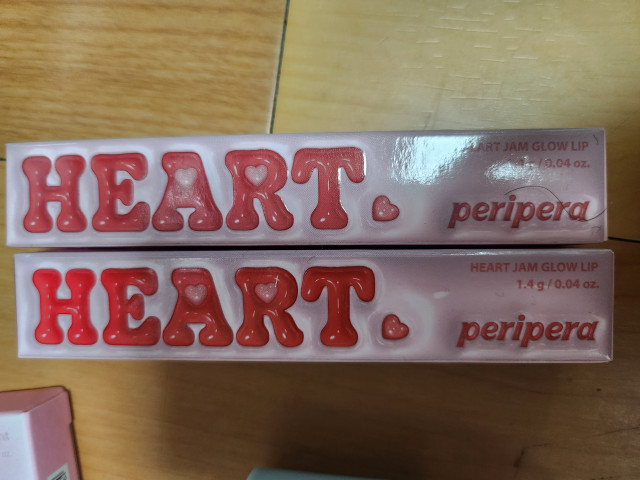 HEART
ART JAM GLOW LIP
/ 0.04 oz.
peripera
HEART
HEART JAM GLOW LIP
1.4 g / 0.04 oz.
peripera